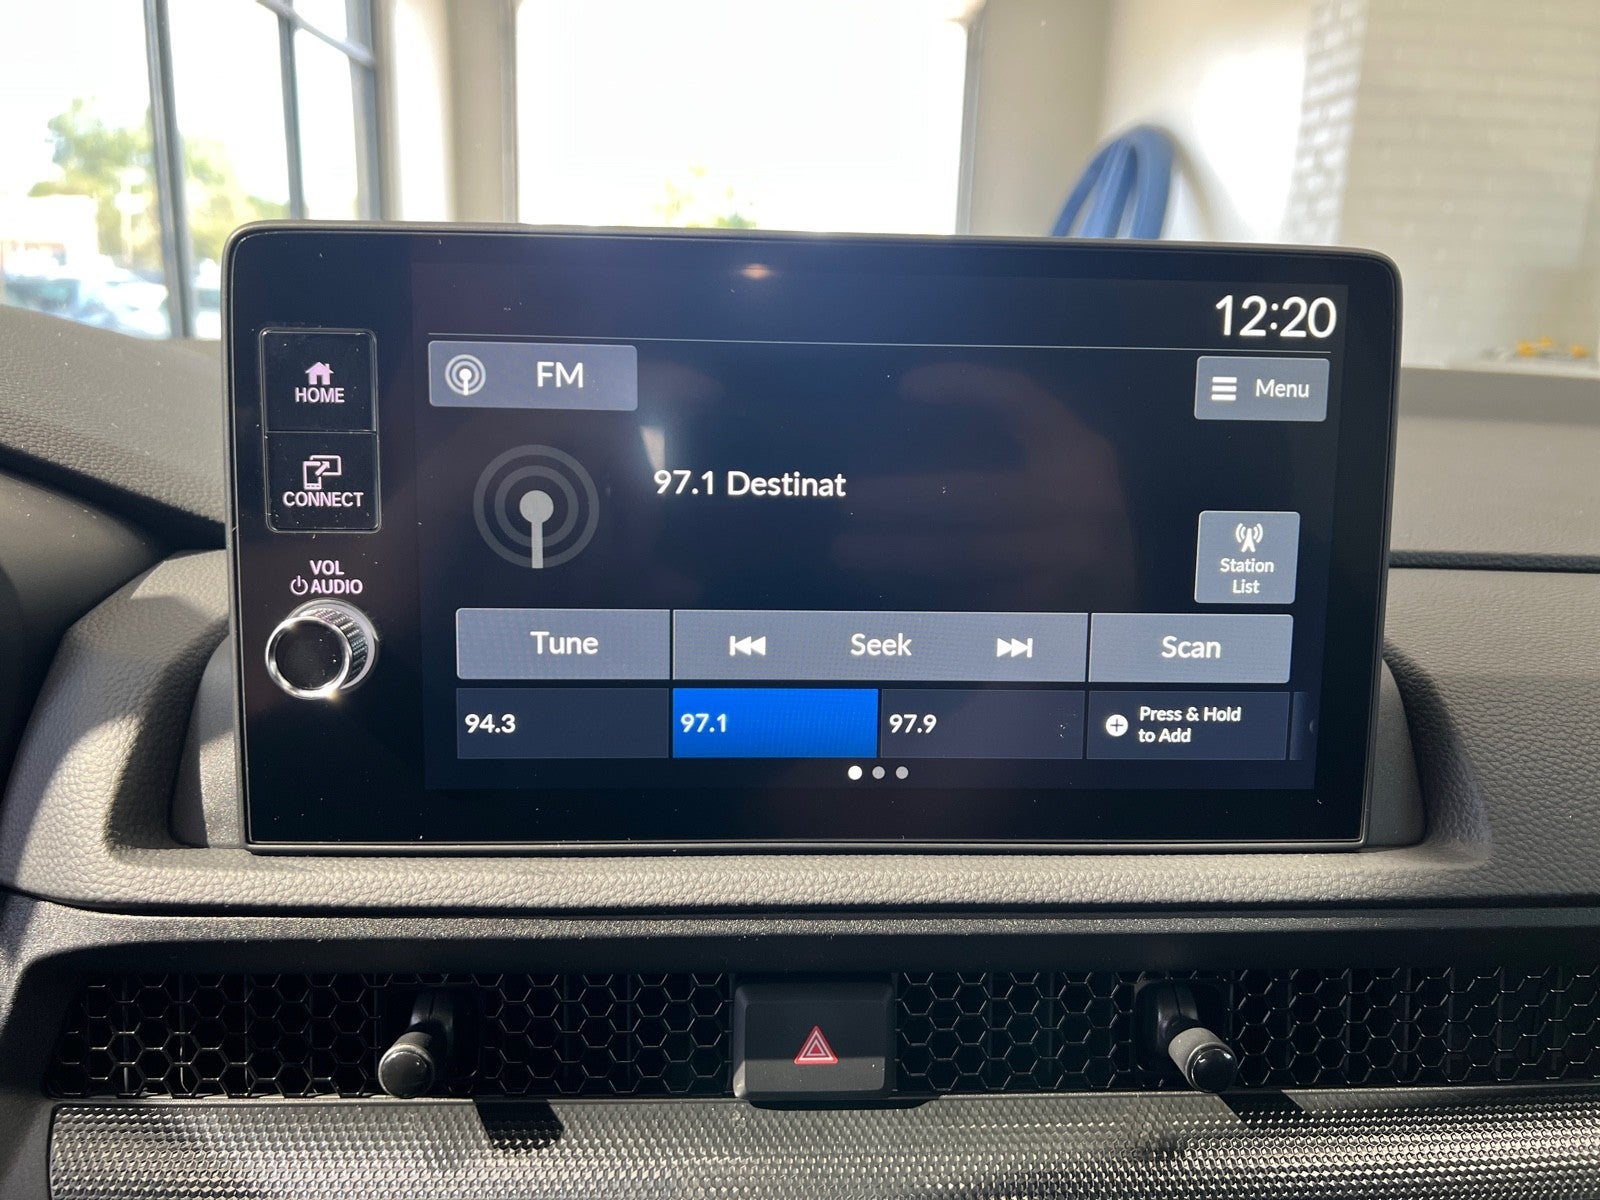 12:20
HOME
CONNECT
VOL
AUDIO
FM
Menu
97.1 Destinat
Station
List
Tune
Seek
Scan
94.3
97.1
97.9
Press & Hold
to Add